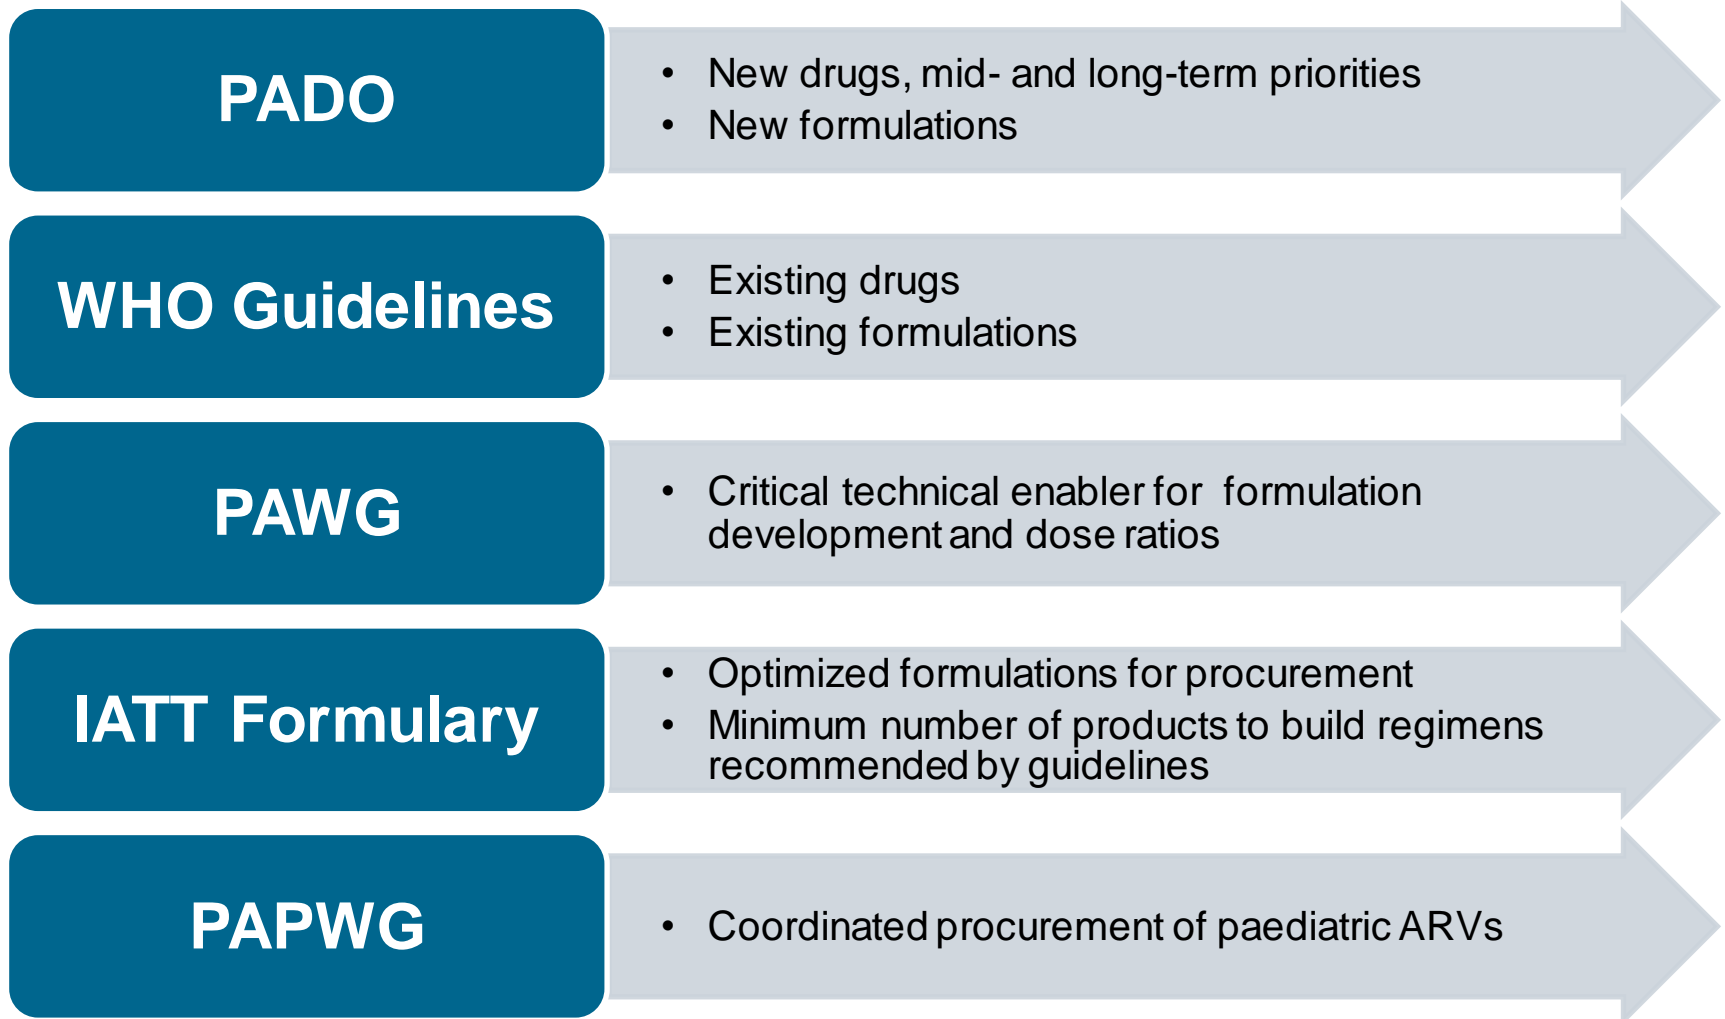 PADO
• New drugs, mid- and long-term priorities
• New formulations
WHO Guidelines
• Existing drugs
• Existing formulations
PAWG
• Critical technical enabler for formulation
development and dose ratios
IATT Formulary
• Optimized formulations for procurement
• Minimum number of products to build regimens
recommended by guidelines
PAPWG
• Coordinated procurement of paediatric ARVs